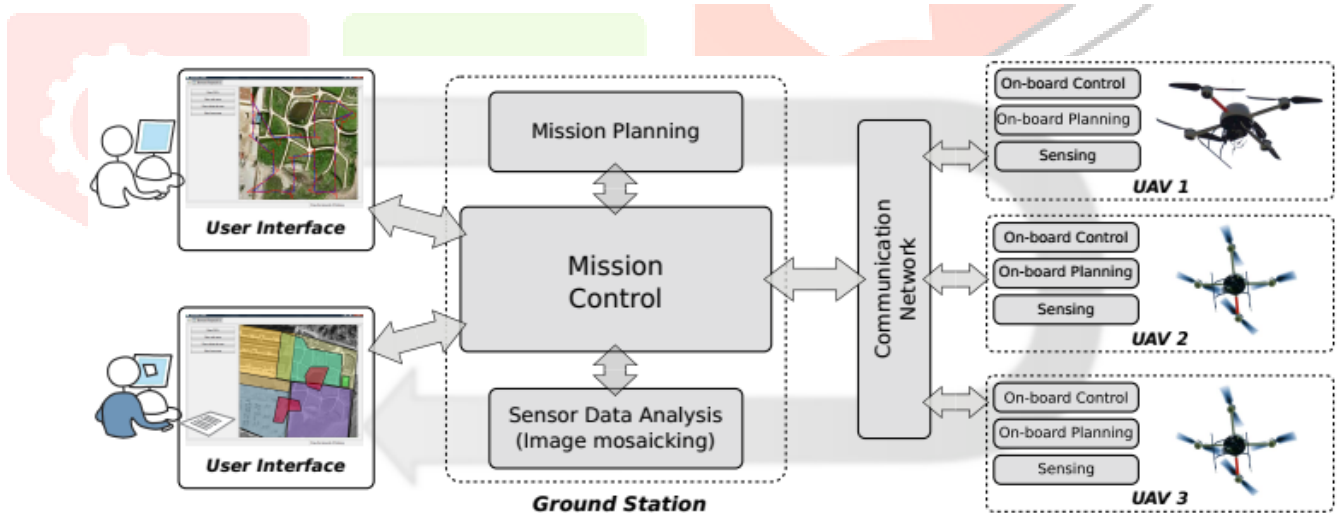 User Interface
User Interface
Mission Planning
Mission
Control
Sensor Data Analysis
(Image mosaicking)
Ground Station
Communication
Network
On-board Control
On-board Planning
Sensing
UAV 1
On-board Control
On-board Planning
Sensing
UAV 2
On-board Control
On-board Planning
Sensing
UAV 3